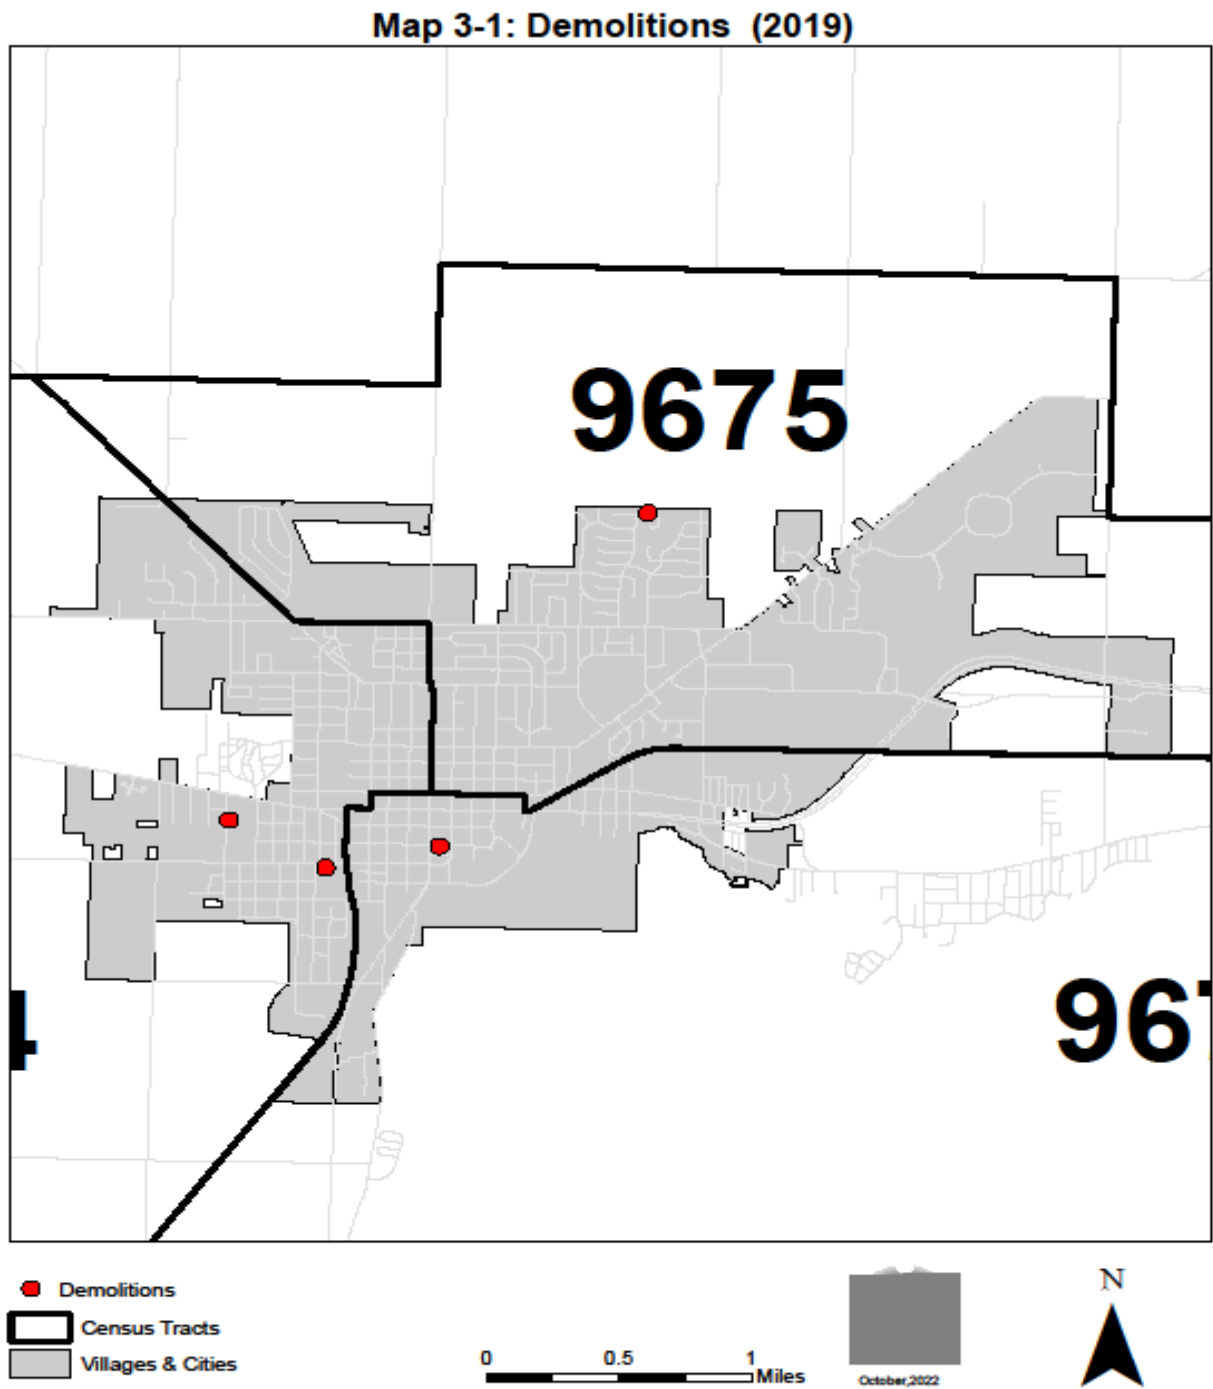 Map 3-1: Demolitions (2019)
9675
4
967
Demolitions
Census Tracts
Villages & Cities
0 0.5 1
Miles
October,2022
N